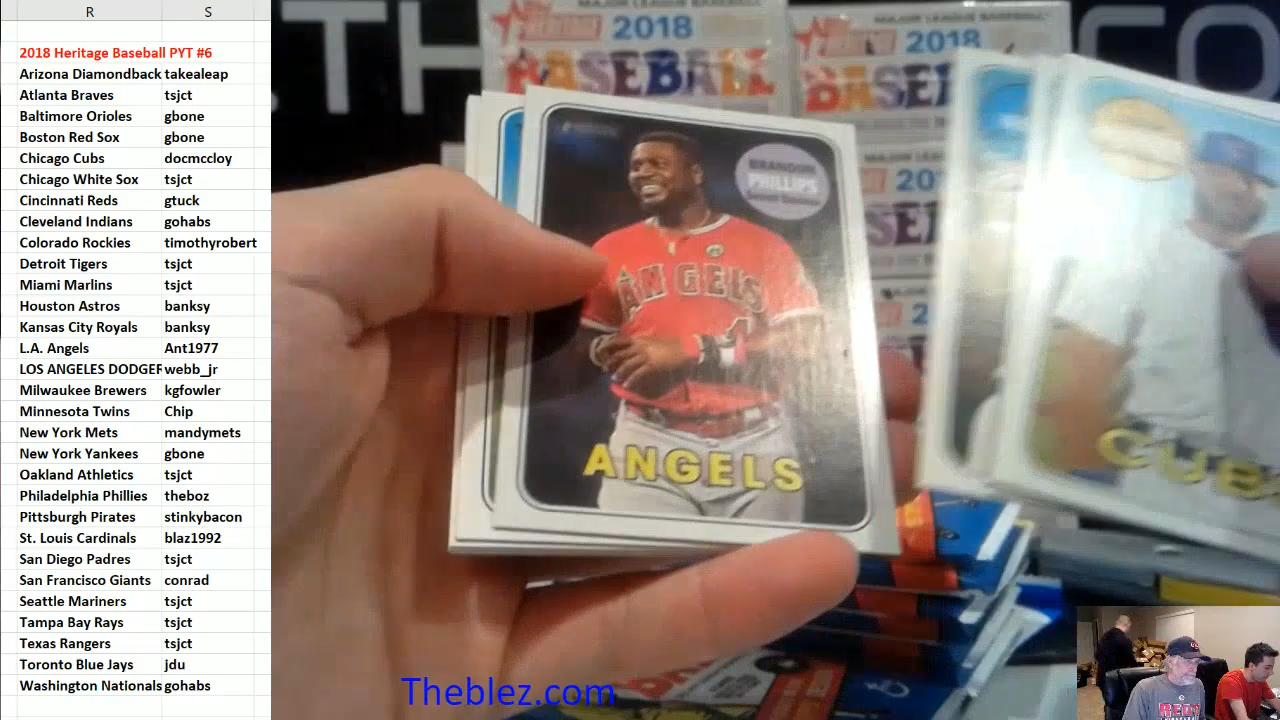 R S
2018 Heritage Baseball PYT #6
Arizona Diamondback takealeap
Atlanta Braves tsjct
Baltimore Orioles gbone
Boston Red Sox gbone
Chicago Cubs docmccloy
Chicago White Sox tsjct
Cincinnati Reds gtuck
Cleveland Indians gohabs
Colorado Rockies timothyrobert
Detroit Tigers tsjct
Miami Marlins tsjct
Houston Astros banksy
Kansas City Royals banksy
L.A. Angels Ant1977
LOS ANGELES DODGER webb_jr
Milwaukee Brewers kgfowler
Minnesota Twins Chip
New York Mets mandymets
New York Yankees gbone
Oakland Athletics tsjct
Philadelphia Phillies theboz
Pittsburgh Pirates stinkybacon
St. Louis Cardinals blaz1992
San Diego Padres tsjct
San Francisco Giants conrad
Seattle Mariners tsjct
Tampa Bay Rays tsjct
Texas Rangers tsjct
Toronto Blue Jays jdu
Washington Nationals gohabs
2018
BASEBALL
2018
BRANDON
PHILLIPS
ANGELS
ANGELS
CUB
Theblez.com
REDS